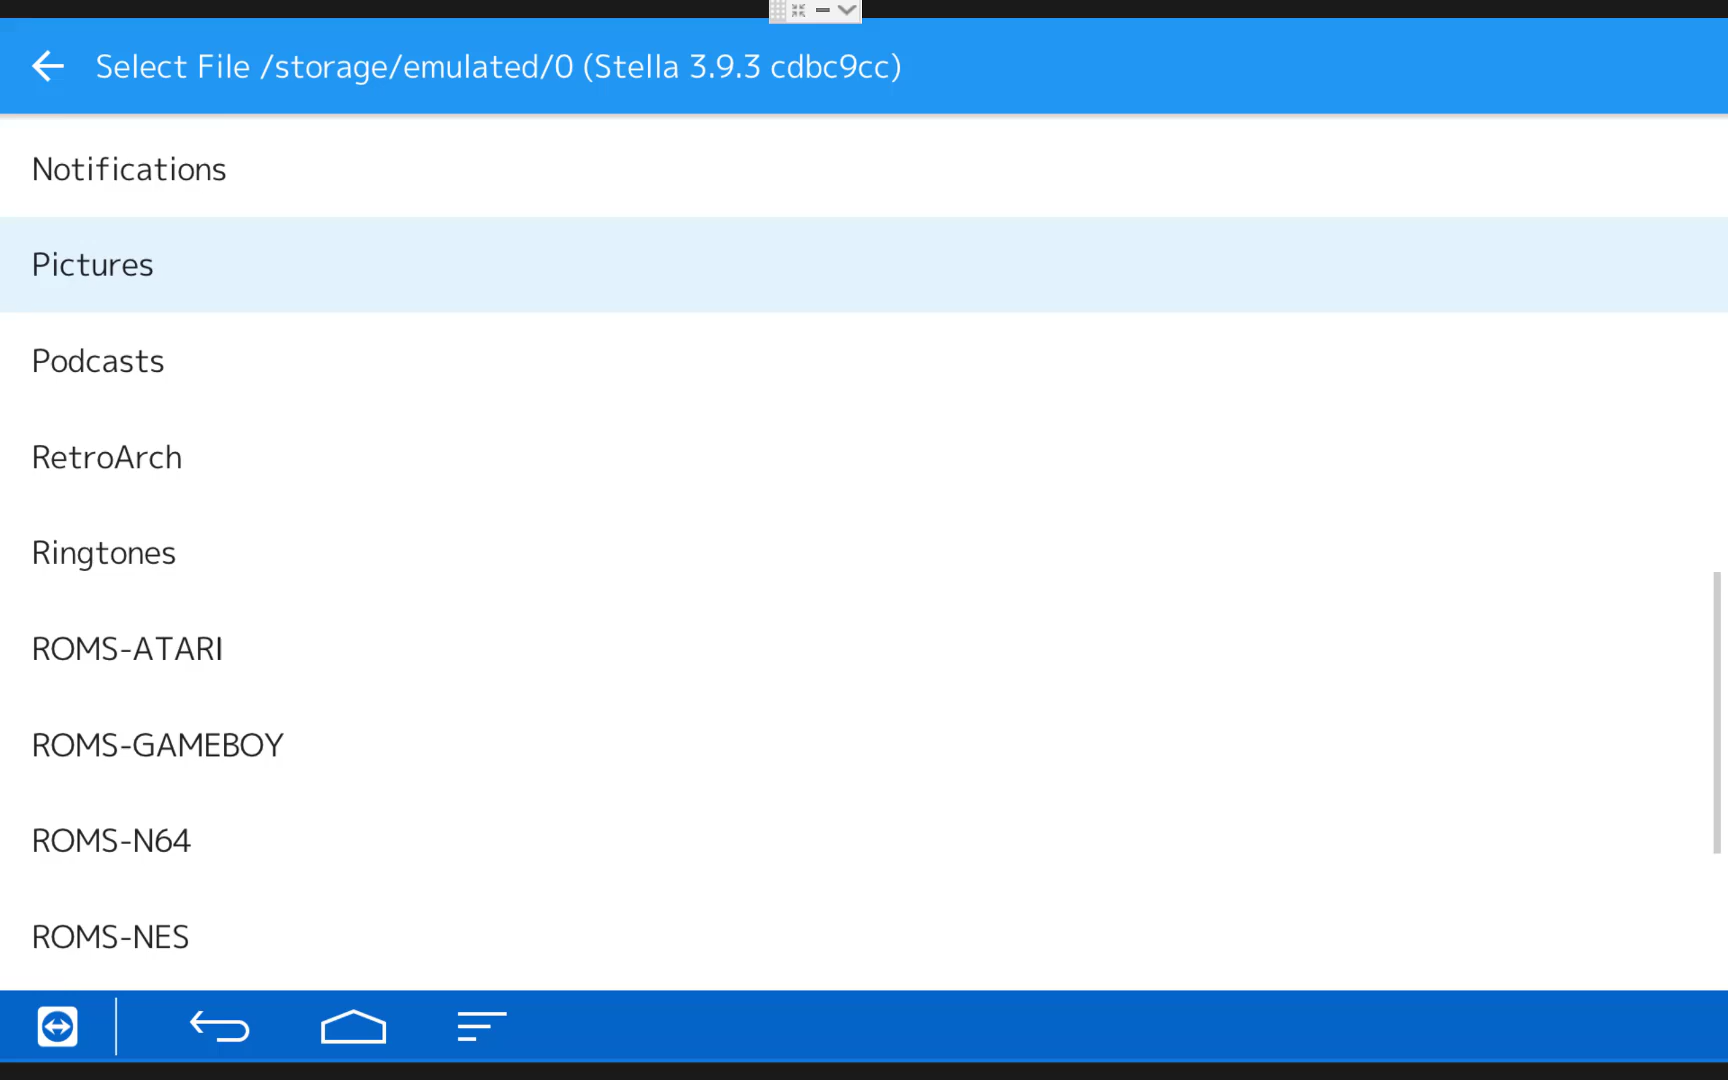 Select File /storage/emulated/0 (Stella 3.9.3 cdbc9cc)
Notifications
Pictures
Podcasts
RetroArch
Ringtones
ROMS-ATARI
ROMS-GAMEBOY
ROMS-N64
ROMS-NES